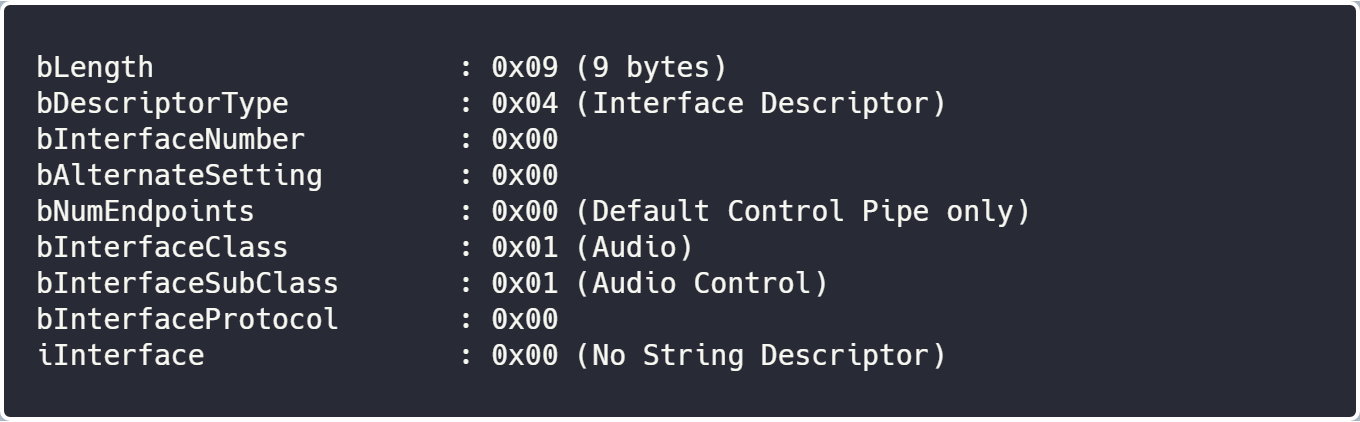 bLength                  : 0x09 (9 bytes)
bDescriptorType          : 0x04 (Interface Descriptor)
bInterfaceNumber         : 0x00
bAlternateSetting        : 0x00
bNumEndpoints            : 0x00 (Default Control Pipe only)
bInterfaceClass          : 0x01 (Audio)
bInterfaceSubClass       : 0x01 (Audio Control)
bInterfaceProtocol       : 0x00
iInterface               : 0x00 (No String Descriptor)